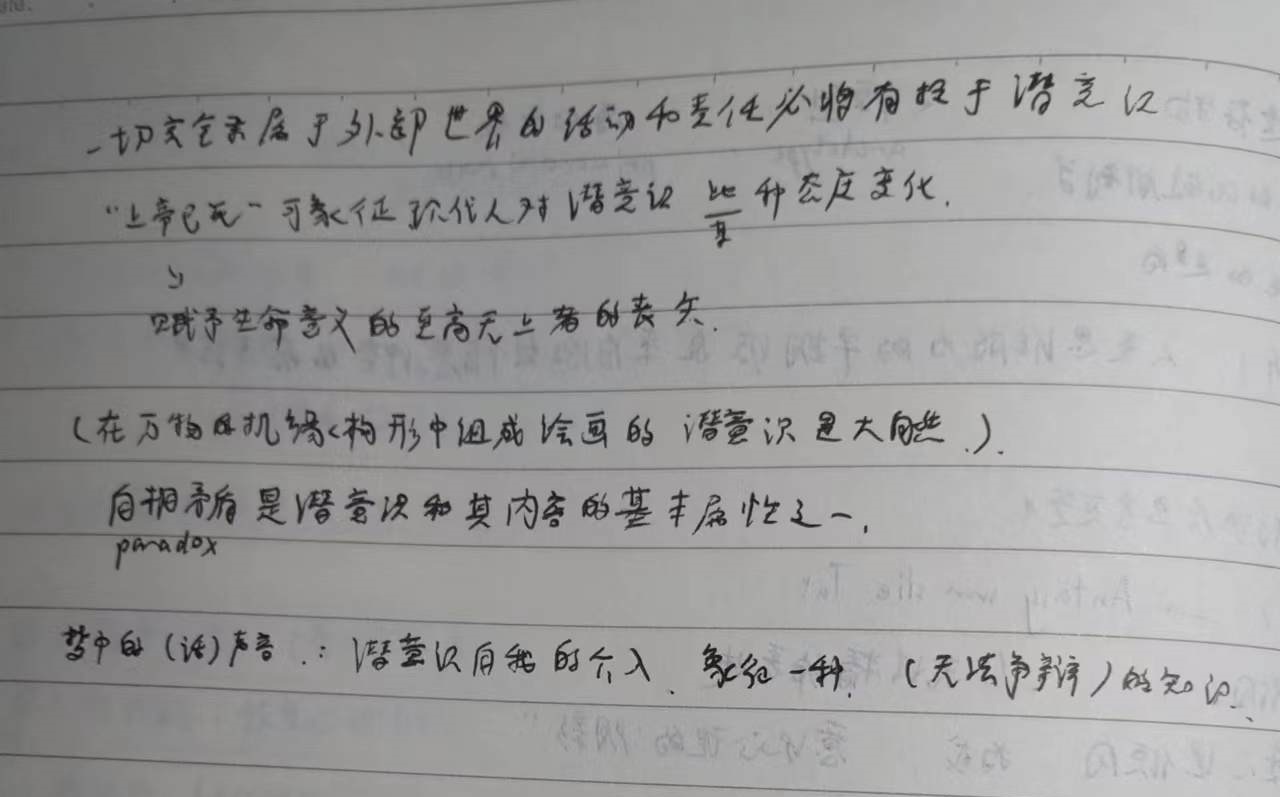 一切完全隶属于外部世界的活动和责任必将有损于潜意识
“上帝已死”可象征现代人对潜意识此种态度变化.
其
赋予生命意义的至高无上者的丧失.
(在万物的机缘构形中组成绘画的潜意识是大自然.).
自相矛盾是潜意识和其内容的基本属性之一.
paradox
梦中的(话)声音.:潜意识自我的介入、象征一种.(无法争辩)的知识、